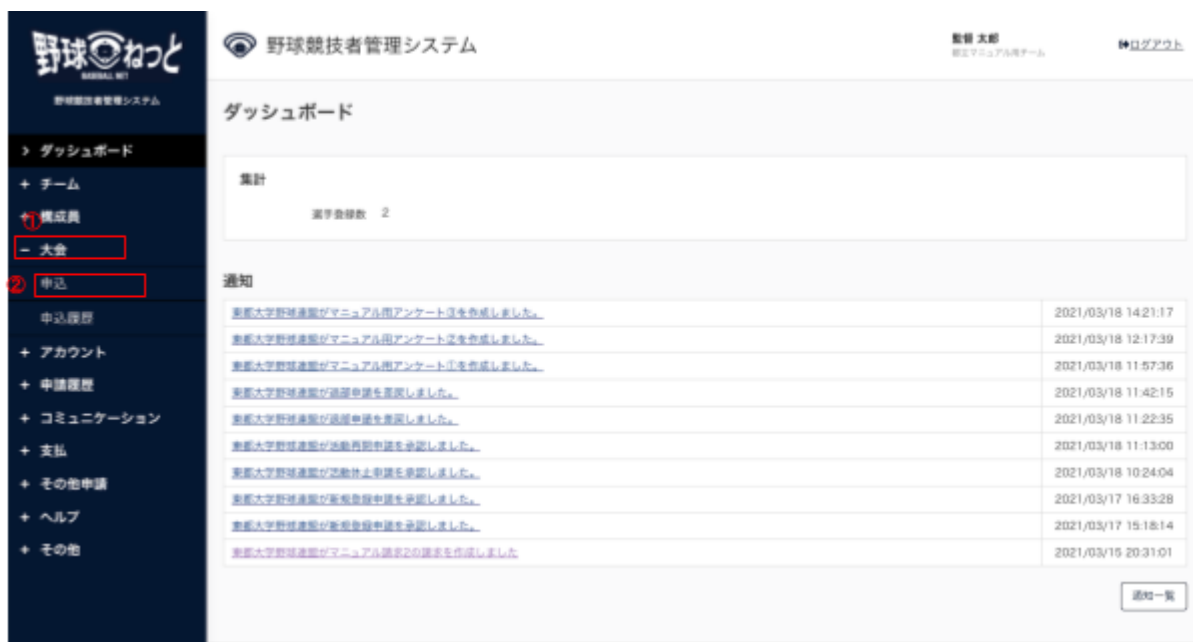 野球ねっと
BASEBALL NET
野球競技者管理システム
野球競技者管理システム
監督 太郎
都立マニュアル用チーム
ログアウト
> ダッシュボード
+ チーム
+ 構成員
①
− 大会
② 申込
申込履歴
+ アカウント
+ 申請履歴
+ コミュニケーション
+ 支払
+ その他申請
+ ヘルプ
+ その他
ダッシュボード
集計
選手登録数 2
通知
東都大学野球連盟がマニュアル用アンケート③を作成しました。 2021/03/18 14:21:17
東都大学野球連盟がマニュアル用アンケート②を作成しました。 2021/03/18 12:17:39
東都大学野球連盟がマニュアル用アンケート①を作成しました。 2021/03/18 11:57:36
東都大学野球連盟が退部申請を差戻しました。 2021/03/18 11:42:15
東都大学野球連盟が退部申請を差戻しました。 2021/03/18 11:22:35
東都大学野球連盟が活動再開申請を承認しました。 2021/03/18 11:13:00
東都大学野球連盟が活動休止申請を承認しました。 2021/03/18 10:24:04
東都大学野球連盟が新規登録申請を承認しました。 2021/03/17 16:33:28
東都大学野球連盟が新規登録申請を承認しました。 2021/03/17 15:18:14
東都大学野球連盟がマニュアル請求2の請求を作成しました 2021/03/15 20:31:01
通知一覧